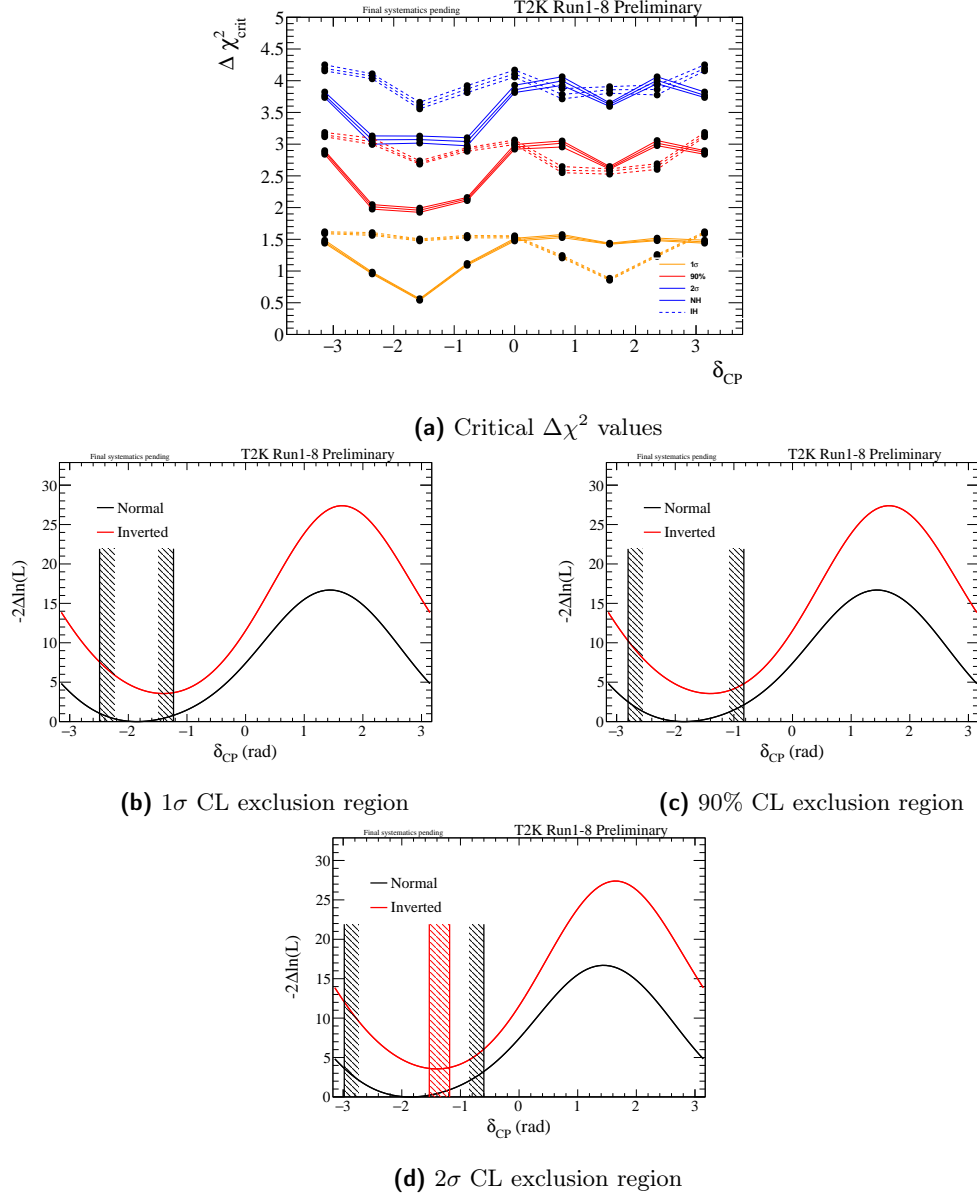 Final systematics pending T2K Run1-8 Preliminary
Δ χ²crit
5
4.5
4
3.5
3
2.5
2
1.5
1
0.5
0
1σ
90%
2σ
NH
IH
−3 −2 −1 0 1 2 3
δCP
(a) Critical Δχ² values
Final systematics pending T2K Run1-8 Preliminary
-2Δln(L)
30
25
20
15
10
5
0
Normal
Inverted
−3 −2 −1 0 1 2 3
δCP (rad)
(b) 1σ CL exclusion region
Final systematics pending T2K Run1-8 Preliminary
-2Δln(L)
30
25
20
15
10
5
0
Normal
Inverted
−3 −2 −1 0 1 2 3
δCP (rad)
(c) 90% CL exclusion region
Final systematics pending T2K Run1-8 Preliminary
-2Δln(L)
30
25
20
15
10
5
0
Normal
Inverted
−3 −2 −1 0 1 2 3
δCP (rad)
(d) 2σ CL exclusion region